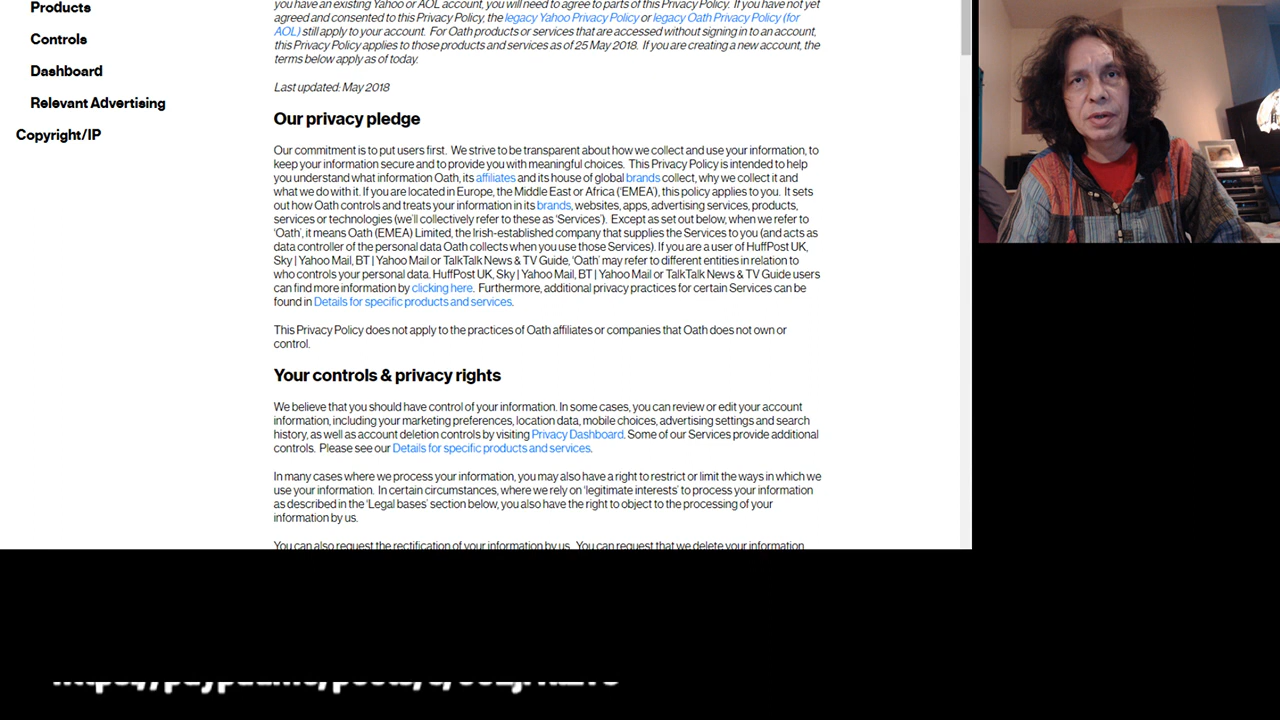 Products
Controls
Dashboard
Relevant Advertising
Copyright/IP
you have an existing Yahoo or AOL account, you will need to agree to parts of this Privacy Policy. If you have not yet
agreed and consented to this Privacy Policy, the legacy Yahoo Privacy Policy or legacy Oath Privacy Policy (for
AOL) still apply to your account. For Oath products or services that are accessed without signing in to an account,
this Privacy Policy applies to those products and services as of 25 May 2018. If you are creating a new account, the
terms below apply as of today.
Last updated: May 2018
Our privacy pledge
Our commitment is to put users first. We strive to be transparent about how we collect and use your information, to
keep your information secure and to provide you with meaningful choices. This Privacy Policy is intended to help
you understand what information Oath, its affiliates and its house of global brands collect, why we collect it and
what we do with it. If you are located in Europe, the Middle East or Africa ('EMEA'), this policy applies to you. It sets
out how Oath controls and treats your information in its brands, websites, apps, advertising services, products,
services or technologies (we'll collectively refer to these as 'Services'). Except as set out below, when we refer to
'Oath', it means Oath (EMEA) Limited, the Irish-established company that supplies the Services to you (and acts as
data controller of the personal data Oath collects when you use those Services). If you are a user of HuffPost UK,
Sky | Yahoo Mail, BT | Yahoo Mail or TalkTalk News & TV Guide, 'Oath' may refer to different entities in relation to
who controls your personal data. HuffPost UK, Sky | Yahoo Mail, BT | Yahoo Mail or TalkTalk News & TV Guide users
can find more information by clicking here. Furthermore, additional privacy practices for certain Services can be
found in Details for specific products and services.
This Privacy Policy does not apply to the practices of Oath affiliates or companies that Oath does not own or
control.
Your controls & privacy rights
We believe that you should have control of your information. In some cases, you can review or edit your account
information, including your marketing preferences, location data, mobile choices, advertising settings and search
history, as well as account deletion controls by visiting Privacy Dashboard. Some of our Services provide additional
controls. Please see our Details for specific products and services.
In many cases where we process your information, you may also have a right to restrict or limit the ways in which we
use your information. In certain circumstances, where we rely on 'legitimate interests' to process your information
as described in the 'Legal bases' section below, you also have the right to object to the processing of your
information by us.
You can also request the rectification of your information by us. You can request that we delete your information